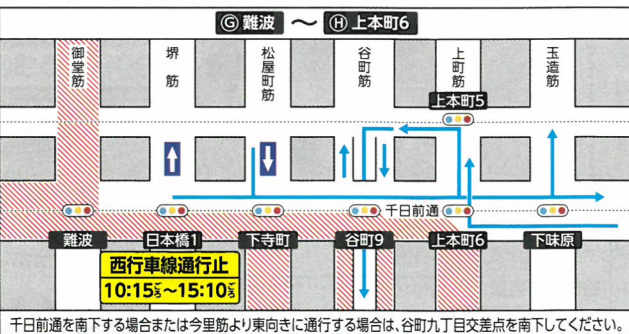 Ⓖ 難波 〜 Ⓗ 上本町6
御堂筋
堺筋
松屋町筋
谷町筋
上町筋
玉造筋
上本町5
千日前通
難波
日本橋1
下寺町
谷町9
上本町6
下味原
西行車線通行止
10:15ごろ〜15:10ごろ
千日前通を南下する場合または今里筋より東向きに通行する場合は、谷町九丁目交差点を南下してください。